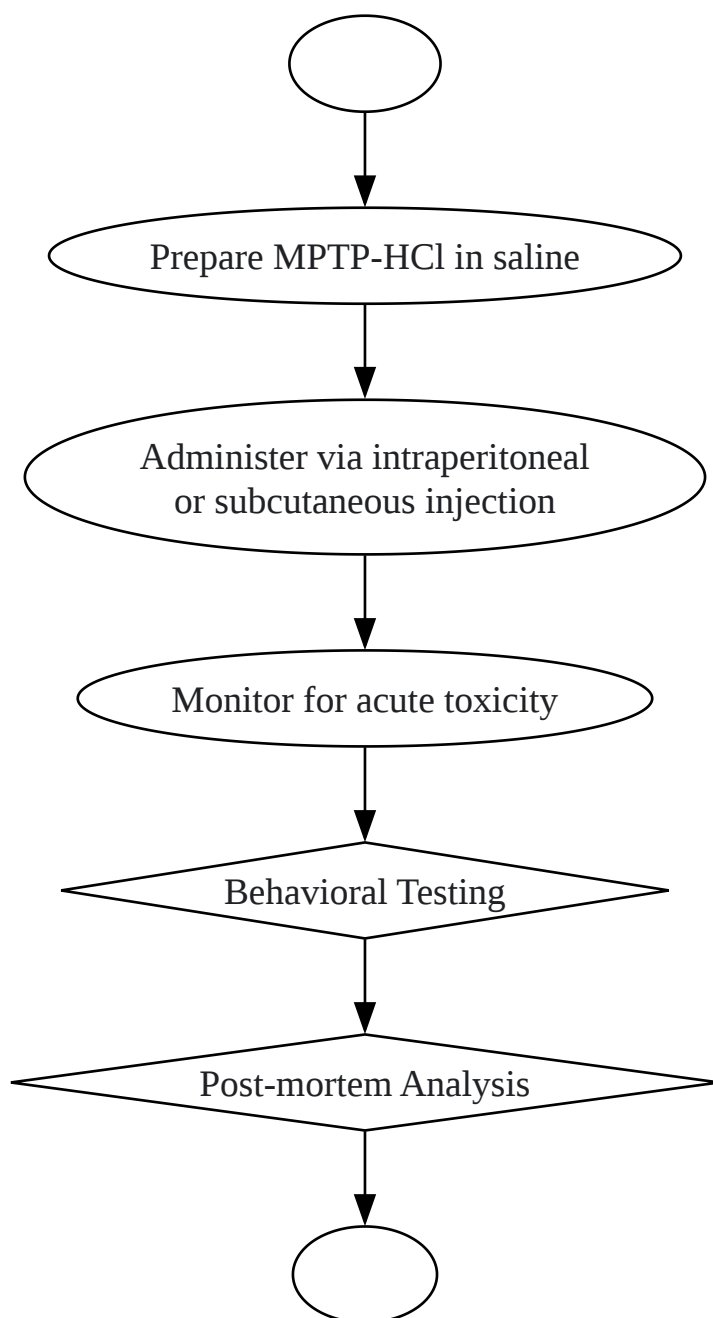 Prepare MPTP-HCl in saline
Administer via intraperitoneal
or subcutaneous injection
Monitor for acute toxicity
Behavioral Testing
Post-mortem Analysis